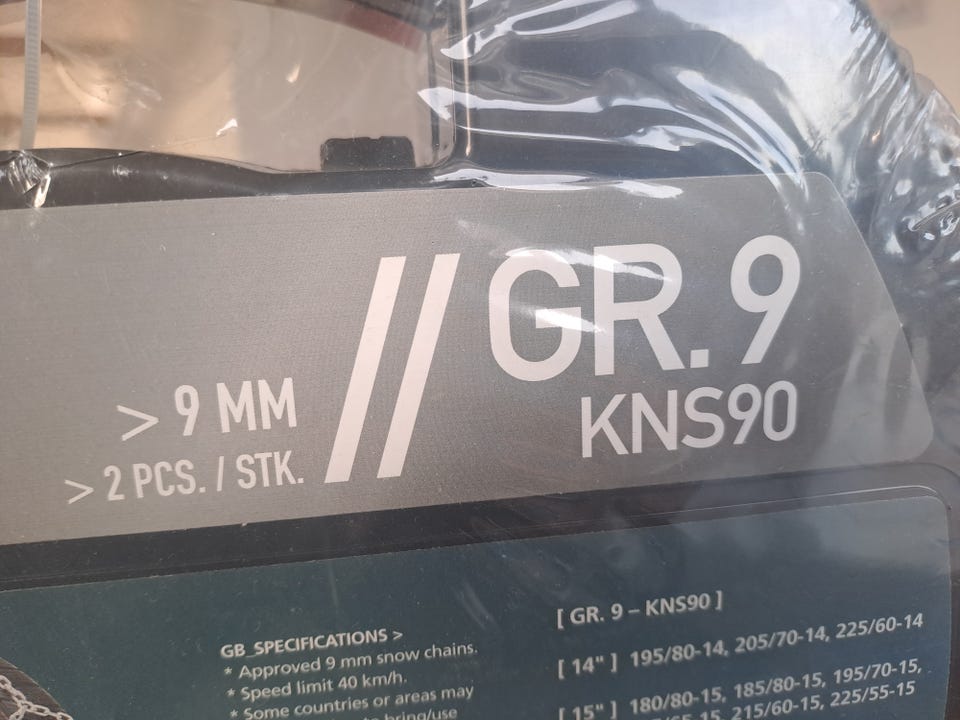 // GR. 9
KNS90
> 9 MM
> 2 PCS. / STK.
GB_SPECIFICATIONS >
* Approved 9 mm snow chains.
* Speed limit 40 km/h.
* Some countries or areas may
bring/use
[ GR. 9 – KNS90 ]
[ 14" ] 195/80-14, 205/70-14, 225/60-14
[ 15" ] 180/80-15, 185/80-15, 195/70-15,
215/60-15, 225/55-15